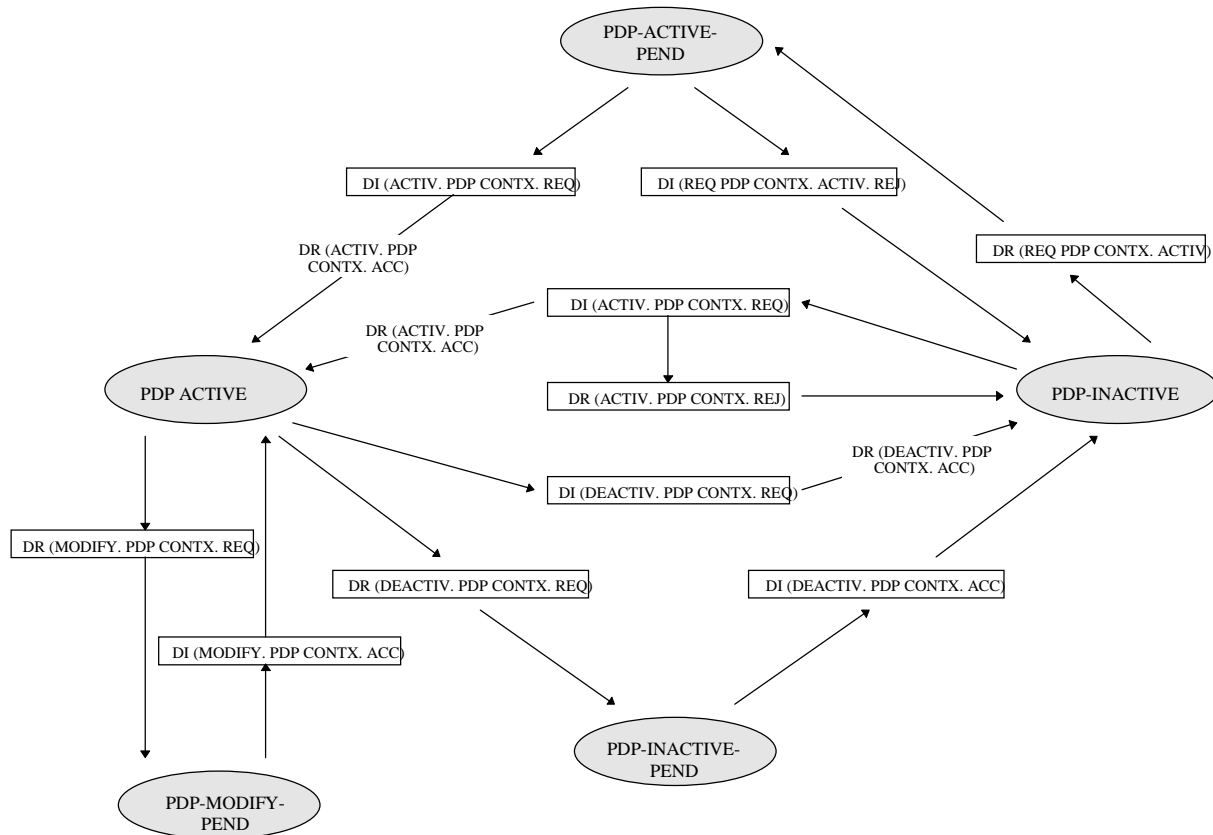 PDP-ACTIVE-
PEND
DI (ACTIV. PDP CONTX. REQ)
DI (REQ PDP CONTX. ACTIV. REJ)
DR (ACTIV. PDP
CONTX. ACC)
DR (REQ PDP CONTX. ACTIV)
DI (ACTIV. PDP CONTX. REQ)
DR (ACTIV. PDP
CONTX. ACC)
PDP ACTIVE
DR (ACTIV. PDP CONTX. REJ)
PDP-INACTIVE
DR (DEACTIV. PDP
CONTX. ACC)
DI (DEACTIV. PDP CONTX. REQ)
DR (MODIFY. PDP CONTX. REQ)
DR (DEACTIV. PDP CONTX. REQ)
DI (DEACTIV. PDP CONTX. ACC)
DI (MODIFY. PDP CONTX. ACC)
PDP-INACTIVE-
PEND
PDP-MODIFY-
PEND